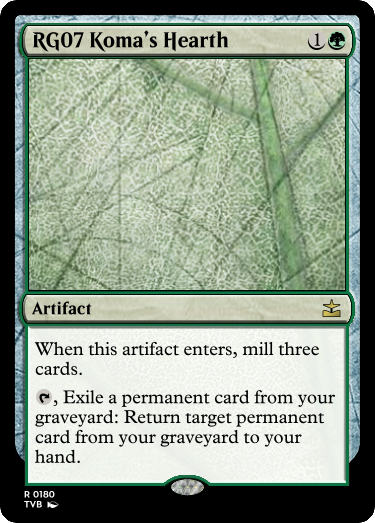 RG07 Koma's Hearth 1
Artifact
When this artifact enters, mill three
cards.
, Exile a permanent card from your
graveyard: Return target permanent
card from your graveyard to your
hand.
R 0180
TVB